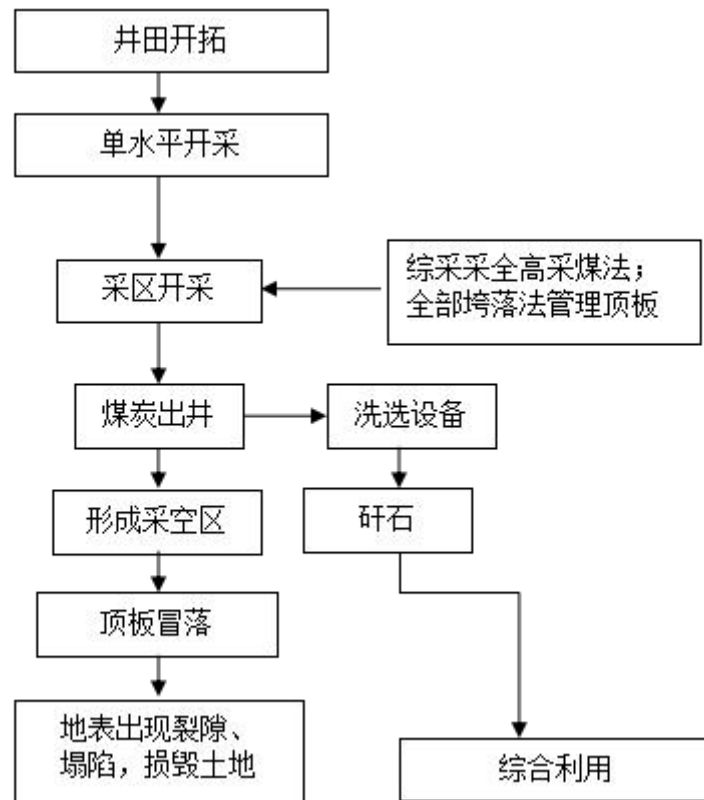 井田开拓
单水平开采
采区开采
综采采全高采煤法；
全部垮落法管理顶板
煤炭出井
洗选设备
形成采空区
矸石
顶板冒落
地表出现裂隙、
塌陷，损毁土地
综合利用